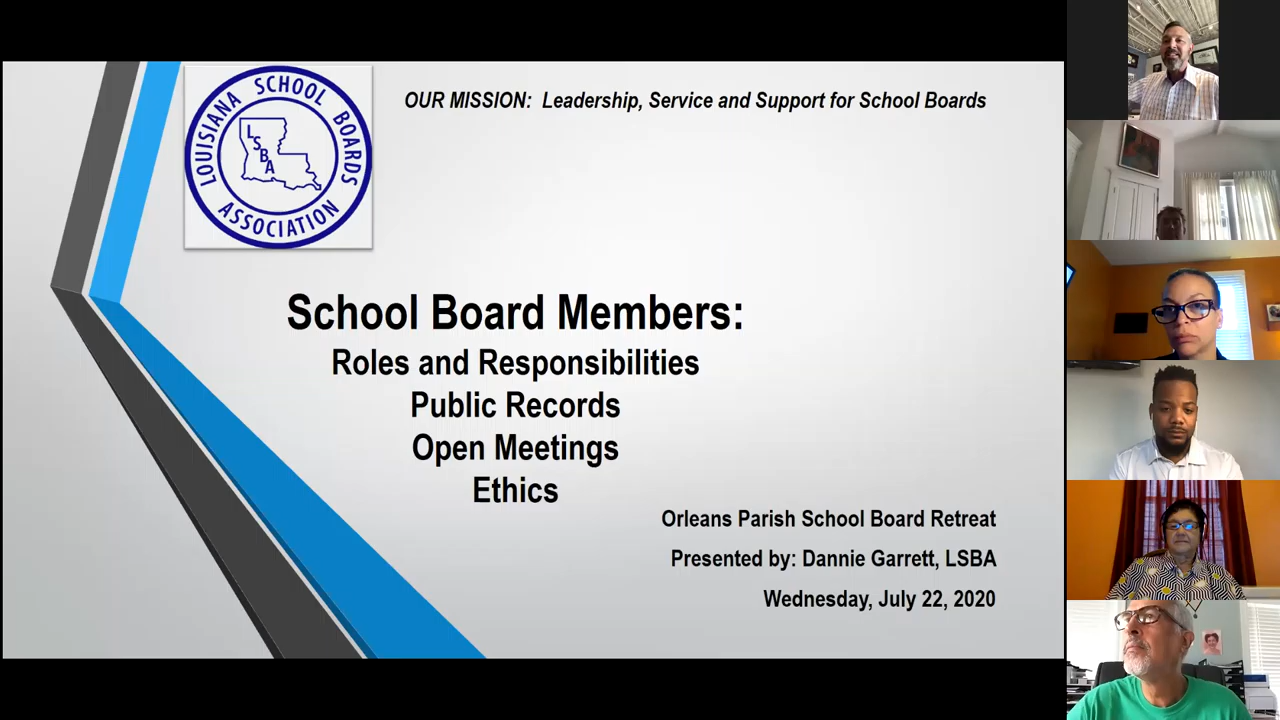 LOUISIANA SCHOOL BOARDS ASSOCIATION
LSBA
OUR MISSION: Leadership, Service and Support for School Boards
School Board Members:
Roles and Responsibilities
Public Records
Open Meetings
Ethics
Orleans Parish School Board Retreat
Presented by: Dannie Garrett, LSBA
Wednesday, July 22, 2020